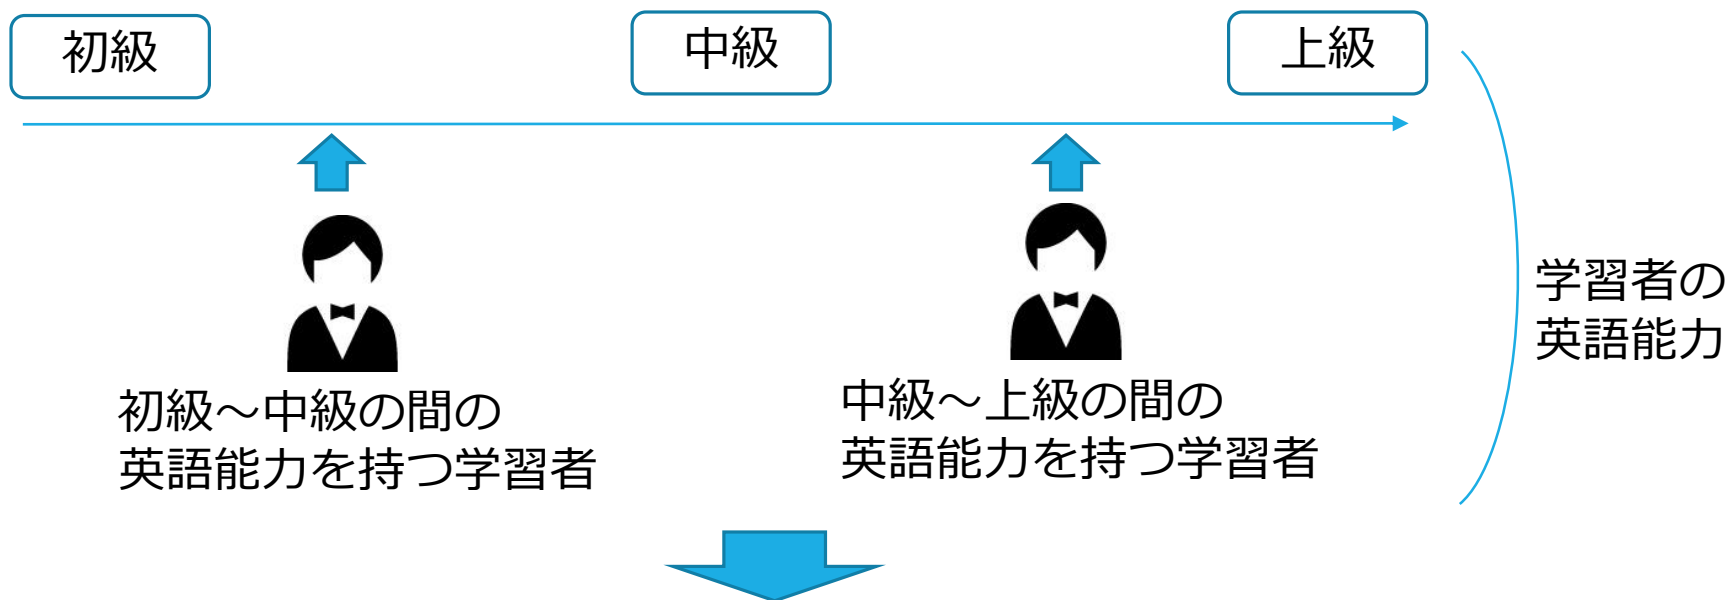 初級
中級
上級
初級～中級の間の
英語能力を持つ学習者
中級～上級の間の
英語能力を持つ学習者
学習者の
英語能力